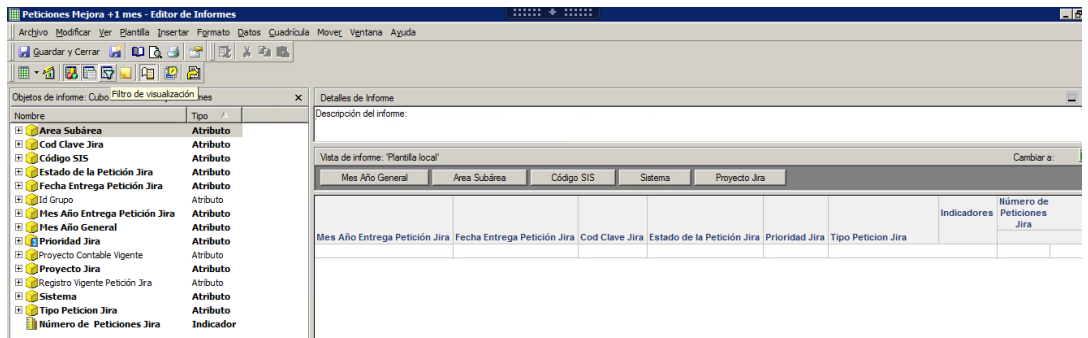 Peticiones Mejora +1 mes - Editor de Informes
Archivo Modificar Ver Plantilla Insertar Formato Datos Cuadrícula Mover Ventana Ayuda
Guardar y Cerrar
Objetos de informe: Cubo
mes
Filtro de visualización
Detalles de Informe
Descripción del informe:
Nombre Tipo
Area Subárea Atributo
Cod Clave Jira Atributo
Código SIS Atributo
Estado de la Petición Jira Atributo
Fecha Entrega Petición Jira Atributo
Id Grupo Atributo
Mes Año Entrega Petición Jira Atributo
Mes Año General Atributo
Prioridad Jira Atributo
Proyecto Contable Vigente Atributo
Proyecto Jira Atributo
Registro Vigente Petición Jira Atributo
Sistema Atributo
Tipo Peticion Jira Atributo
Número de Peticiones Jira Indicador
Vista de informe: 'Plantilla local' Cambiar a:
Mes Año General Area Subárea Código SIS Sistema Proyecto Jira
Mes Año Entrega Petición Jira Fecha Entrega Petición Jira Cod Clave Jira Estado de la Petición Jira Prioridad Jira Tipo Peticion Jira
Indicadores
Número de
Peticiones
Jira